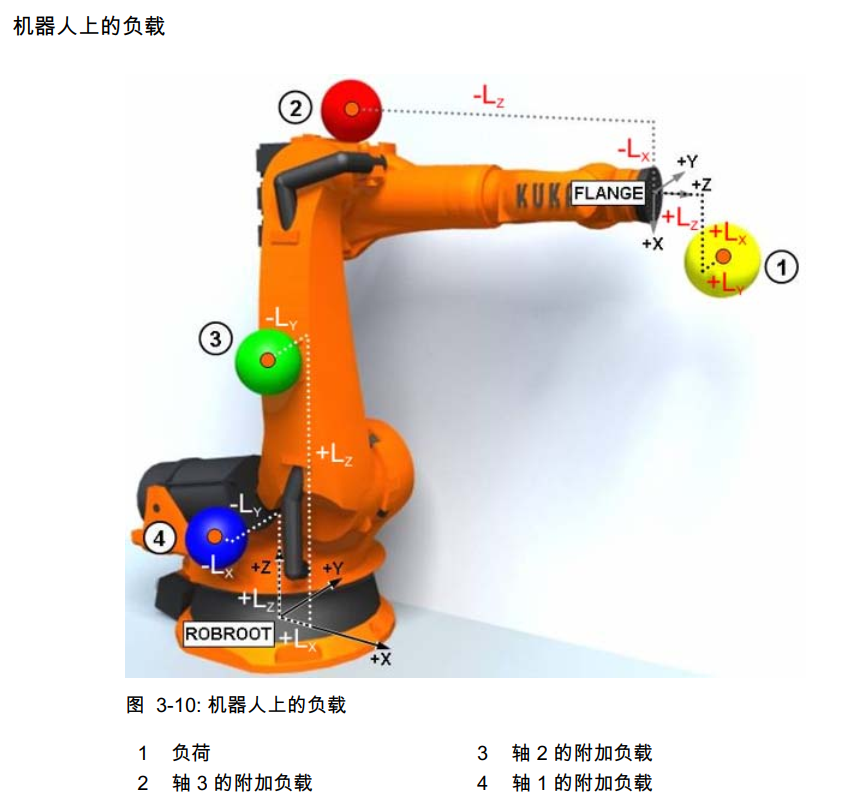 机器人上的负载
2
-LZ
-LX
+Y
FLANGE
+Z
KUK
+LZ
+LX
+X
1
+LY
-LY
3
+LZ
-LY
4
-LX
+Z
+Y
+LZ
ROBROOT
+LX
+X
图 3-10: 机器人上的负载
1 负荷 3 轴 2 的附加负载
2 轴 3 的附加负载 4 轴 1 的附加负载